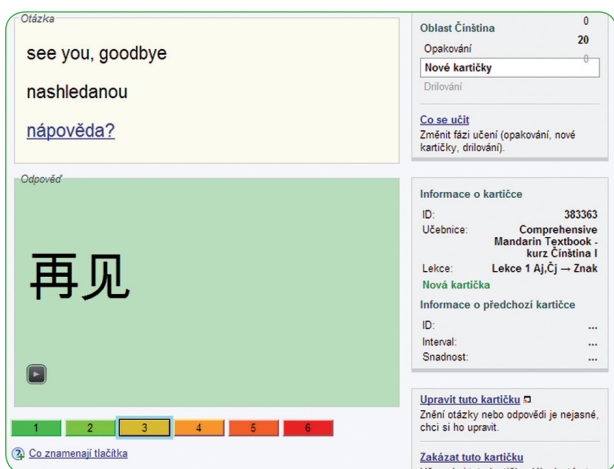 Otázka
see you, goodbye
nashledanou
nápověda?
Odpověď
再见
1 2 3 4 5 6
Co znamenají tlačítka
Oblast Čínština 0
Opakování 20
Nové kartičky 0
Drilování
Co se učit
Změnit fázi učení (opakování, nové
kartičky, drilování).
Informace o kartičce
ID: 383363
Učebnice: Comprehensive
Mandarin Textbook -
kurz Čínština I
Lekce: Lekce 1 Aj,Čj → Znak
Nová kartička
Informace o předchozí kartičce
ID: ...
Interval: ...
Snadnost: ...
Upravit tuto kartičku
Znění otázky nebo odpovědi je nejasné,
chci si ho upravit.
Zakázat tuto kartičku